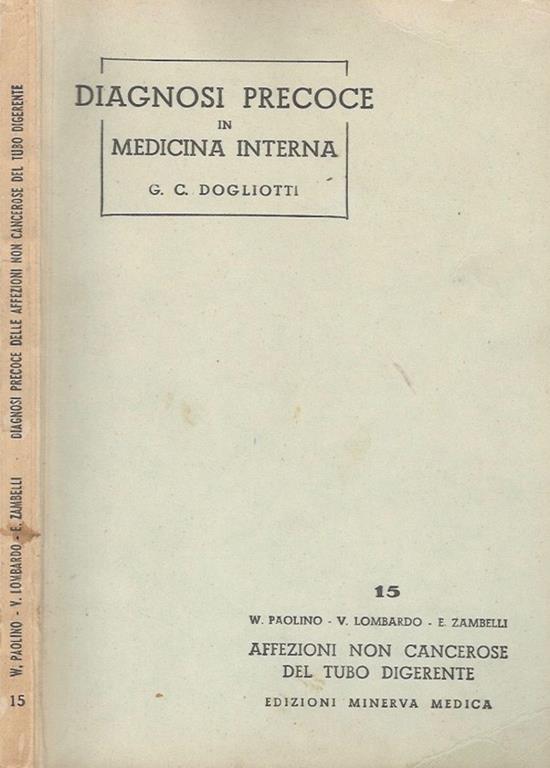 DIAGNOSI PRECOCE
IN
MEDICINA INTERNA
G. C. DOGLIOTTI
15
W. PAOLINO - V. LOMBARDO - E. ZAMBELLI
AFFEZIONI NON CANCEROSE
DEL TUBO DIGERENTE
EDIZIONI MINERVA MEDICA
15 W. PAOLINO - V. LOMBARDO - E. ZAMBELLI · DIAGNOSI PRECOCE DELLE AFFEZIONI NON CANCEROSE DEL TUBO DIGERENTE